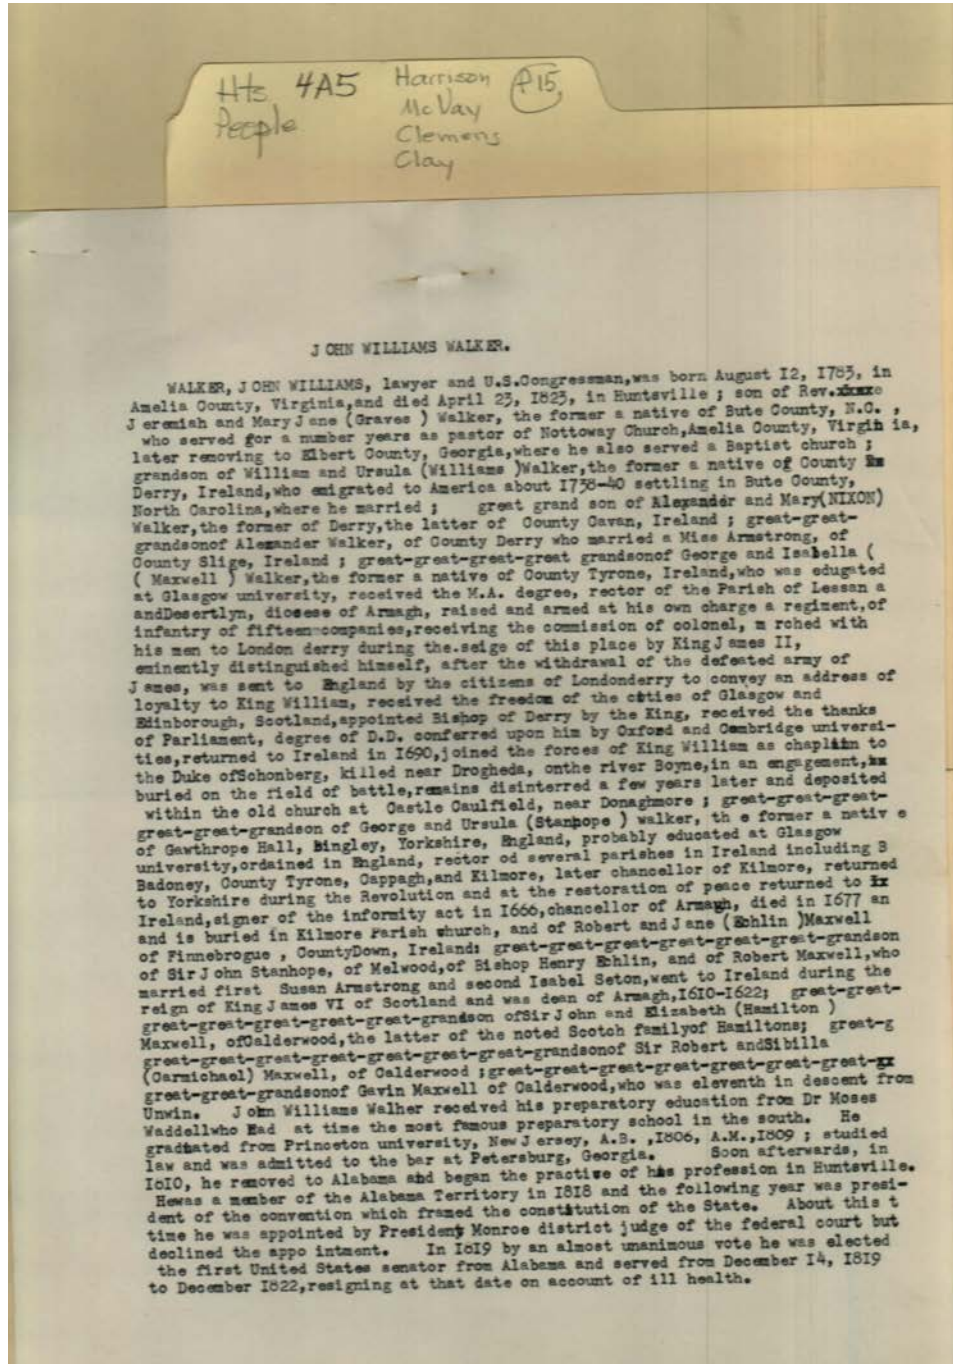 Hts 4A5 Harrison P15,
People McVay
Clemens
Clay
J OHN WILLIAMS WALKER.
WALKER, J OHN WILLIAMS, lawyer and U.S.Congressman,was born August I2, I783, in
Amelia County, Virginia,and died April 23, I823, in Huntsville ; son of Rev.
J eremiah and Mary J ane (Graves ) Walker, the former a native of Bute County, N.C. ,
who served for a number years as pastor of Nottoway Church,Amelia County, Virgin ia,
later removing to Elbert County, Georgia,where he also served a Baptist church ;
grandson of William and Ursula (Williams )Walker,the former a native of County
Derry, Ireland,who emigrated to America about I738-40 settling in Bute County,
North Carolina,where he married ; great grand son of Alexander and Mary(NIXON)
Walker,the former of Derry,the latter of County Cavan, Ireland ; great-great-
grandsonof Alexander Walker, of County Derry who married a Miss Armstrong, of
County Sligo, Ireland ; great-great-great-great grandsonof George and Isabella (
( Maxwell ) Walker,the former a native of County Tyrone, Ireland,who was edugated
at Glasgow university, received the M.A. degree, rector of the Parish of Lessan a
andDesertlyn, diosese of Armagh, raised and armed at his own charge a regiment,of
infantry of fifteen companies,receiving the commission of colonel, m rched with
his men to London derry during the.seige of this place by King J ames II,
eminently distinguished himself, after the withdrawal of the defeated army of
J ames, was sent to England by the citizens of Londonderry to convey an address of
loyalty to King William, received the freedom of the cities of Glasgow and
Edinborough, Scotland,appointed Bishop of Derry by the King, received the thanks
of Parliament, degree of D.D. conferred upon him by Oxford and Cambridge universi-
ties,returned to Ireland in I690,joined the forces of King William as chaplain to
the Duke ofSchonberg, killed near Drogheda, onthe river Boyne,in an engagement,
buried on the field of battle,remains disinterred a few years later and deposited
within the old church at Castle Caulfield, near Donaghmore ; great-great-great-
great-great-grandson of George and Ursula (Stanhope ) walker, th e former a nativ e
of Gawthrope Hall, Bingley, Yorkshire, England, probably educated at Glasgow
university,ordained in England, rector od several parishes in Ireland including B
Badoney, County Tyrone, Cappagh,and Kilmore, later chancellor of Kilmore, returned
to Yorkshire during the Revolution and at the restoration of peace returned to
Ireland,signer of the informity act in I666,chancellor of Armagh, died in I677 an
and is buried in Kilmore Parish church, and of Robert and J ane (Echlin )Maxwell
of Finnebrogue , CountyDown, Ireland: great-great-great-great-great-great-grandson
of Sir J ohn Stanhope, of Melwood,of Bishop Henry Echlin, and of Robert Maxwell,who
married first Susan Armstrong and second Isabel Seton,went to Ireland during the
reign of King J ames VI of Scotland and was dean of Armagh,I6I0-I622; great-great-
great-great-great-great-great-grandson ofSir J ohn and Elizabeth (Hamilton )
Maxwell, ofCalderwood,the latter of the noted Scotch familyof Hamiltons; great-g
great-great-great-great-great-great-great-grandsonof Sir Robert andSibilla
(Carmichael) Maxwell, of Calderwood ;great-great-great-great-great-great-great-
great-great-grandsonof Gavin Maxwell of Calderwood,who was eleventh in descent from
Unwin. J ohn Williams Walher received his preparatory education from Dr Moses
Waddellwho Had at time the most famous preparatory school in the south. He
graduated from Princeton university, New J ersey, A.B. ,I806, A.M.,I809 ; studied
law and was admitted to the bar at Petersburg, Georgia. Soon afterwards, in
I8I0, he removed to Alabama and began the practise of his profession in Huntsville.
Hewas a member of the Alabama Territory in I8I8 and the following year was presi-
dent of the convention which framed the constitution of the State. About this t
time he was appointed by President Monroe district judge of the federal court but
declined the appo intment. In I8I9 by an almost unanimous vote he was elected
the first United States senator from Alabama and served from December I4, I8I9
to December I822,resigning at that date on account of ill health.